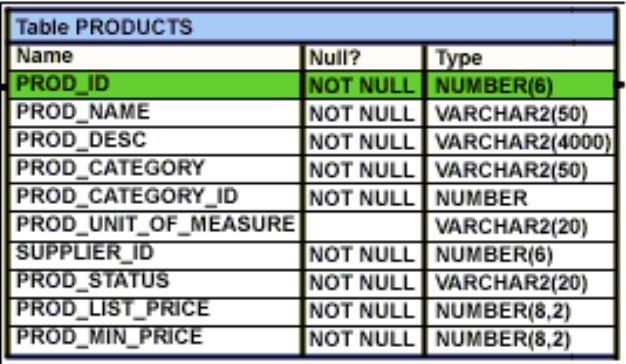 Table PRODUCTS
Name Null? Type
PROD_ID NOT NULL NUMBER(6)
PROD_NAME NOT NULL VARCHAR2(50)
PROD_DESC NOT NULL VARCHAR2(4000)
PROD_CATEGORY NOT NULL VARCHAR2(50)
PROD_CATEGORY_ID NOT NULL NUMBER
PROD_UNIT_OF_MEASURE VARCHAR2(20)
SUPPLIER_ID NOT NULL NUMBER(6)
PROD_STATUS NOT NULL VARCHAR2(20)
PROD_LIST_PRICE NOT NULL NUMBER(8,2)
PROD_MIN_PRICE NOT NULL NUMBER(8,2)